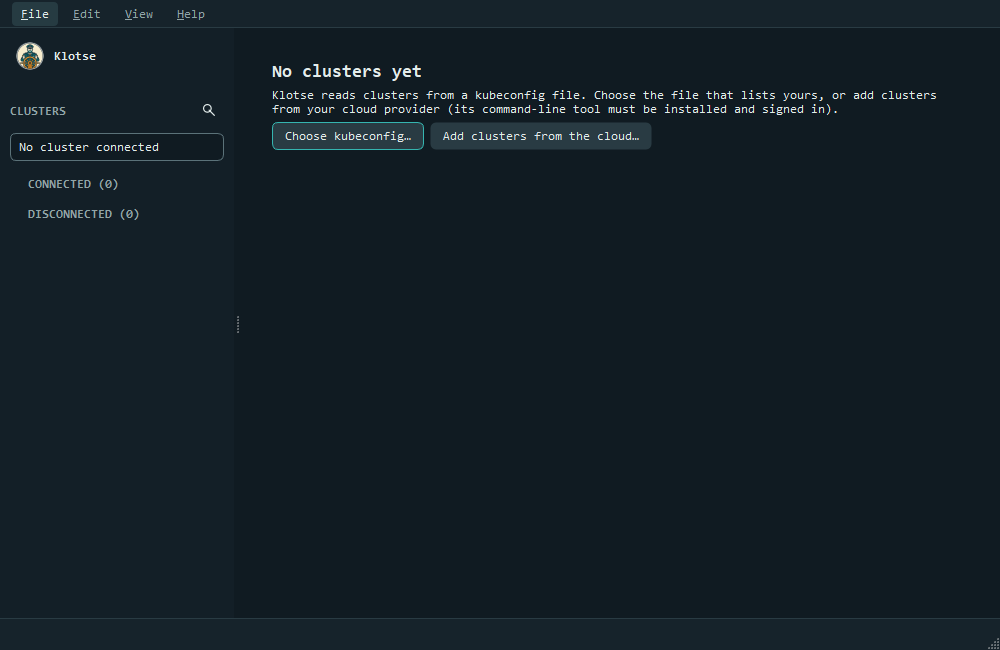 File Edit View Help
Klotse
CLUSTERS
No cluster connected
CONNECTED (0)
DISCONNECTED (0)
No clusters yet
Klotse reads clusters from a kubeconfig file. Choose the file that lists yours, or add clusters
from your cloud provider (its command-line tool must be installed and signed in).
Choose kubeconfig… Add clusters from the cloud…